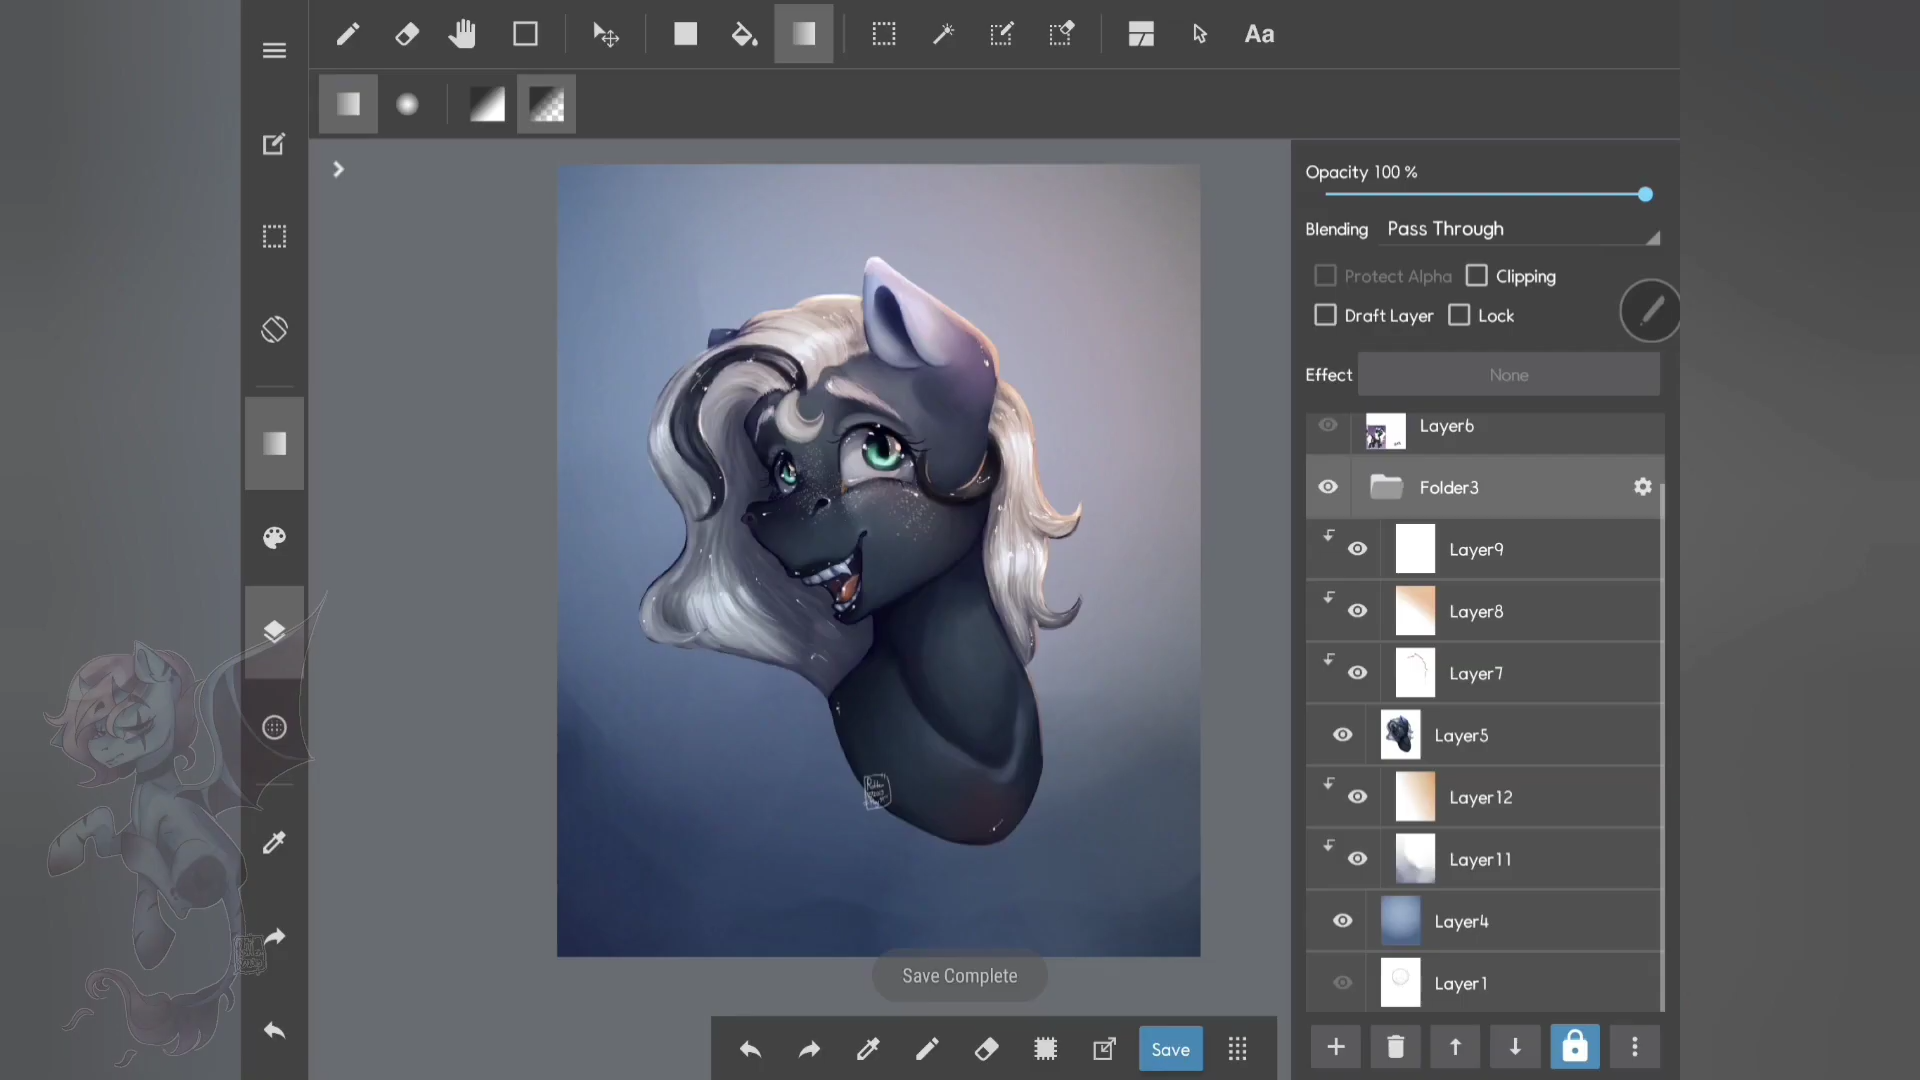 Aa
Opacity 100 %
Blending Pass Through
Protect Alpha Clipping
Draft Layer Lock
Effect None
Layer6
Folder3
Layer9
Layer8
Layer7
Layer5
Layer12
Layer11
Layer4
Layer1
Save Complete
Save